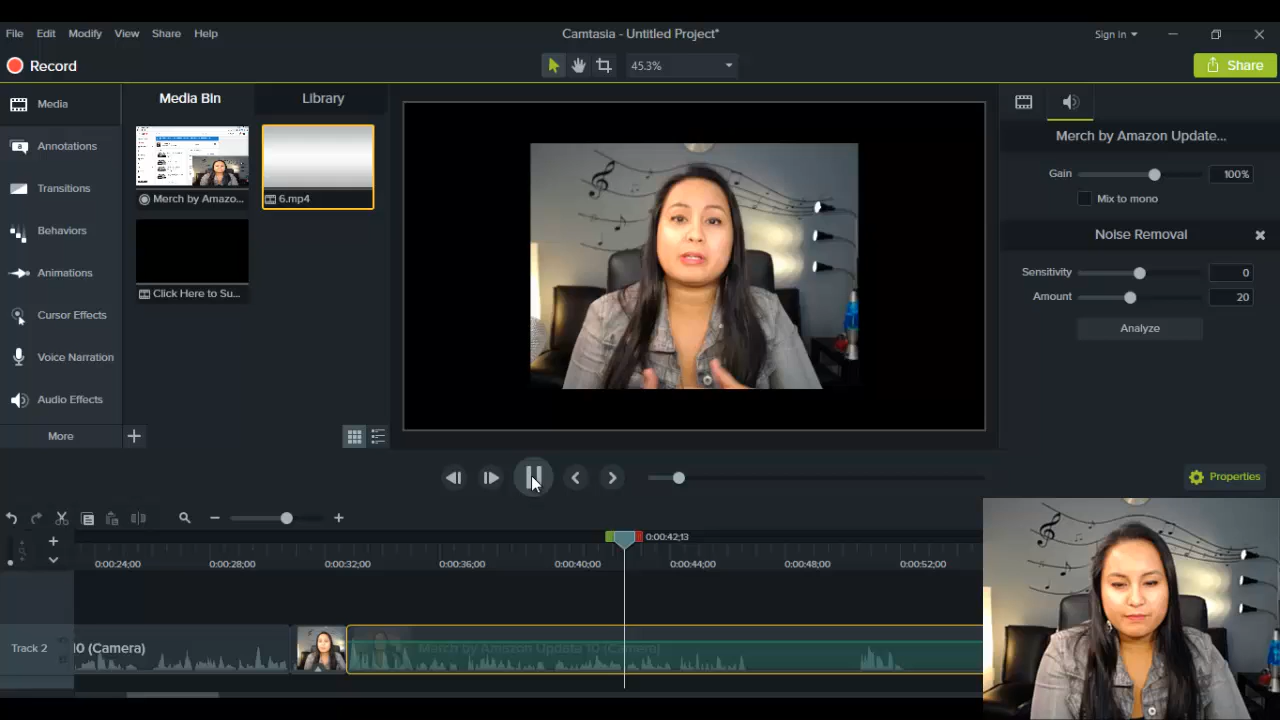 File Edit Modify View Share Help
Camtasia - Untitled Project*
Sign in
Record
45.3%
Share
Media
Annotations
Transitions
Behaviors
Animations
Cursor Effects
Voice Narration
Audio Effects
More
Media Bin
Library
Merch by Amazo...
6.mp4
Click Here to Su...
Merch by Amazon Update...
Gain
100%
Mix to mono
Noise Removal
Sensitivity
0
Amount
20
Analyze
Properties
0:00:42;13
0:00:24;00
0:00:28;00
0:00:32;00
0:00:36;00
0:00:40;00
0:00:44;00
0:00:48;00
0:00:52;00
Track 2
10 (Camera)
Merch by Amazon Update 10 (Camera)